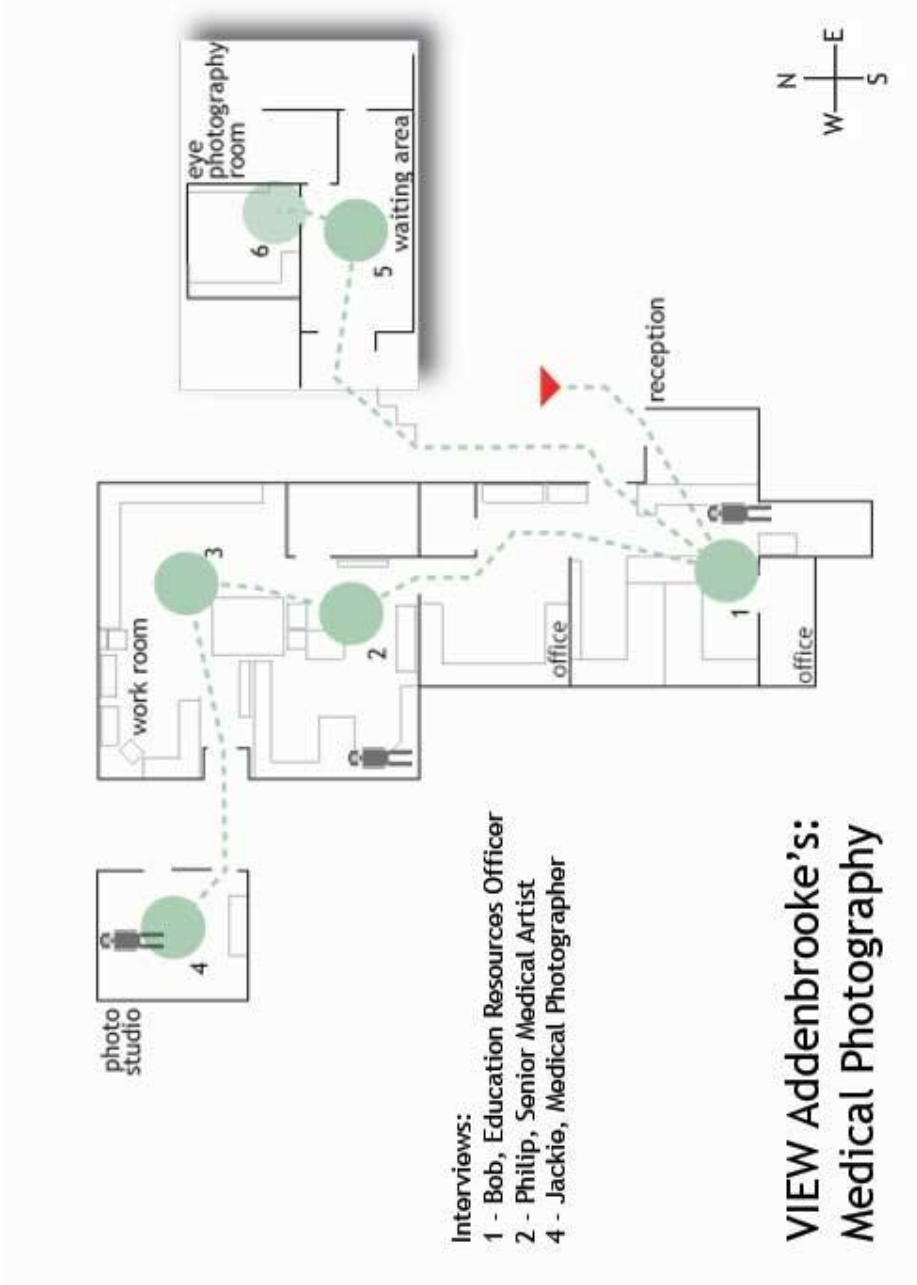 photo
studio
work room
eye
photography
room
4
3
6
2
5
waiting area
Interviews:
1 - Bob, Education Resources Officer
2 - Philip, Senior Medical Artist
4 - Jackie, Medical Photographer
office
reception
1
office
VIEW Addenbrooke's:
Medical Photography
N
W E
S